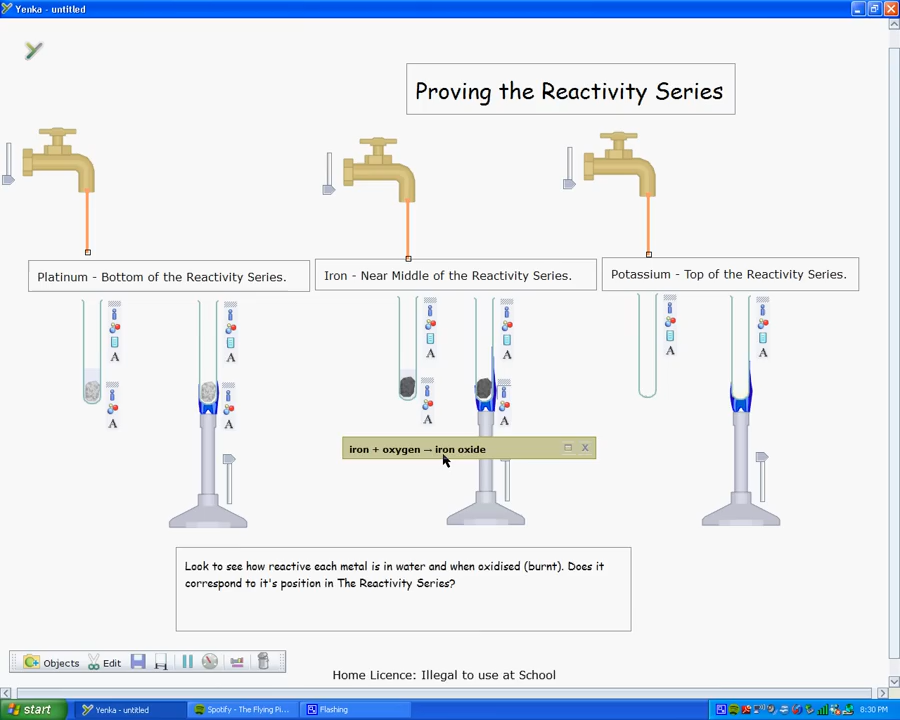 Yenka - untitled
Proving the Reactivity Series
Platinum - Bottom of the Reactivity Series.
Iron - Near Middle of the Reactivity Series.
Potassium - Top of the Reactivity Series.
A
A
A
A
A
A
A
A
A
A
iron + oxygen → iron oxide
Look to see how reactive each metal is in water and when oxidised (burnt). Does it
correspond to it's position in The Reactivity Series?
Objects
Edit
Home Licence: Illegal to use at School
start
Yenka - untitled
Spotify - The Flying Pi...
Flashing
8:30 PM